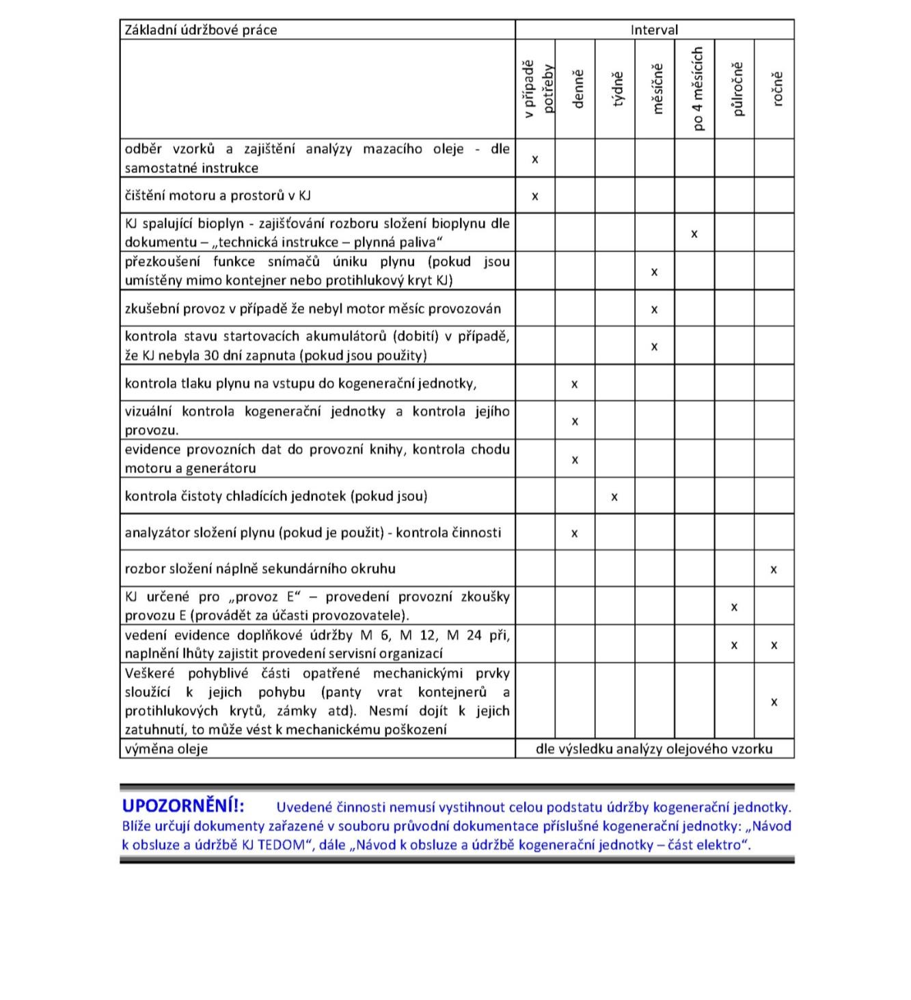 Základní údržbové práce Interval
v případě potřeby denně týdně měsíčně po 4 měsících půlročně ročně
odběr vzorků a zajištění analýzy mazacího oleje - dle
samostatné instrukce x
čištění motoru a prostorů v KJ x
KJ spalující bioplyn - zajišťování rozboru složení bioplynu dle
dokumentu – „technická instrukce – plynná paliva“ x
přezkoušení funkce snímačů úniku plynu (pokud jsou
umístěny mimo kontejner nebo protihlukový kryt KJ) x
zkušební provoz v případě že nebyl motor měsíc provozován x
kontrola stavu startovacích akumulátorů (dobití) v případě,
že KJ nebyla 30 dní zapnuta (pokud jsou použity) x
kontrola tlaku plynu na vstupu do kogenerační jednotky, x
vizuální kontrola kogenerační jednotky a kontrola jejího
provozu. x
evidence provozních dat do provozní knihy, kontrola chodu
motoru a generátoru x
kontrola čistoty chladících jednotek (pokud jsou) x
analyzátor složení plynu (pokud je použit) - kontrola činnosti x
rozbor složení náplně sekundárního okruhu x
KJ určené pro „provoz E“ – provedení provozní zkoušky
provozu E (provádět za účasti provozovatele). x
vedení evidence doplňkové údržby M 6, M 12, M 24 při,
naplnění lhůty zajistit provedení servisní organizací x x
Veškeré pohyblivé části opatřené mechanickými prvky
sloužící k jejich pohybu (panty vrat kontejnerů a
protihlukových krytů, zámky atd). Nesmí dojít k jejich
zatuhnutí, to může vést k mechanickému poškození x
výměna oleje dle výsledku analýzy olejového vzorku
UPOZORNĚNÍ!: Uvedené činnosti nemusí vystihnout celou podstatu údržby kogenerační jednotky.
Blíže určují dokumenty zařazené v souboru průvodní dokumentace příslušné kogenerační jednotky: „Návod
k obsluze a údržbě KJ TEDOM“, dále „Návod k obsluze a údržbě kogenerační jednotky – část elektro“.